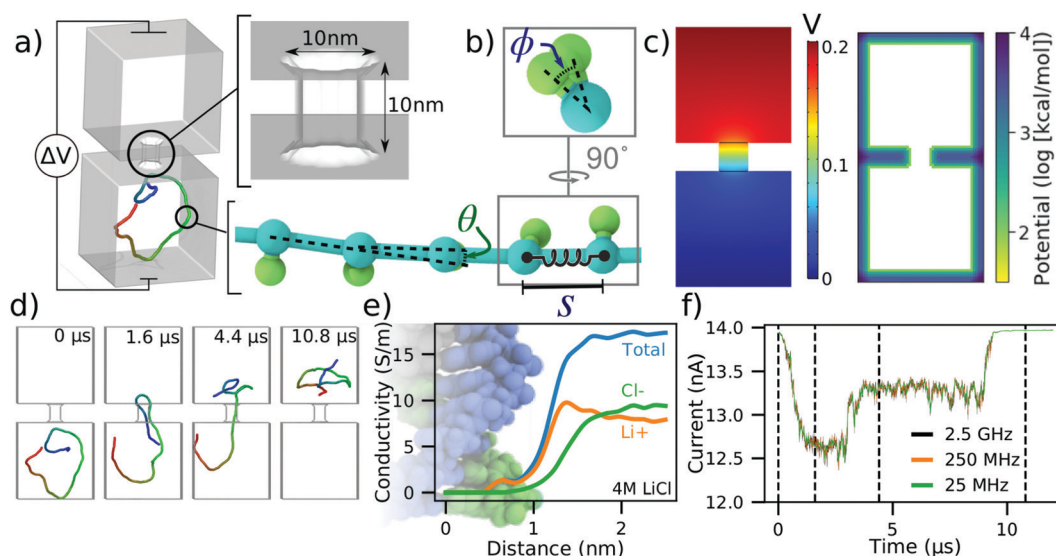 a)
ΔV
10nm
10nm
b)
ϕ
90°
θ
S
c)
V
0.2
0.1
0
4
3
2
Potential (log [kcal/mol])
d)
0 μs
1.6 μs
4.4 μs
10.8 μs
e)
Conductivity (S/m)
15
10
5
0
Total
Cl-
Li+
4M LiCl
0
1
2
Distance (nm)
f)
Current (nA)
14.0
13.5
13.0
12.5
12.0
2.5 GHz
250 MHz
25 MHz
0
5
10
Time (μs)